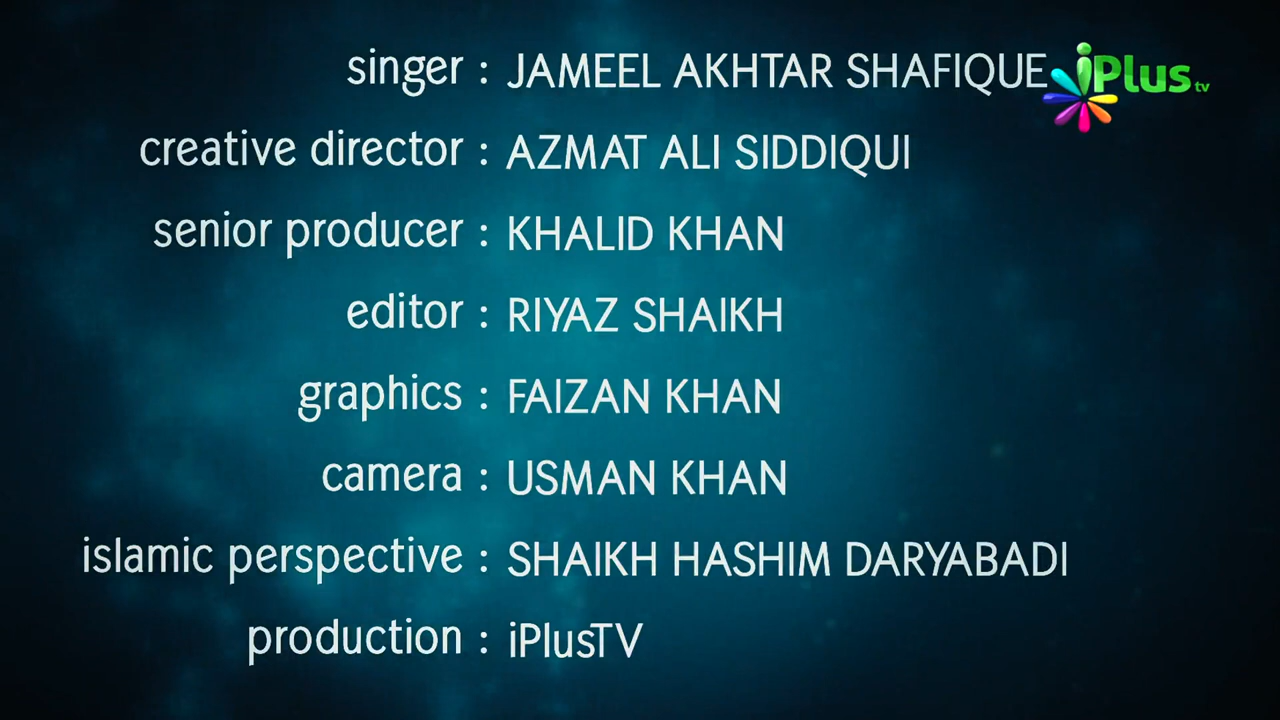 singer : JAMEEL AKHTAR SHAFIQUE
iPlus tv
creative director : AZMAT ALI SIDDIQUI
senior producer : KHALID KHAN
editor : RIYAZ SHAIKH
graphics : FAIZAN KHAN
camera : USMAN KHAN
islamic perspective : SHAIKH HASHIM DARYABADI
production : iPlusTV